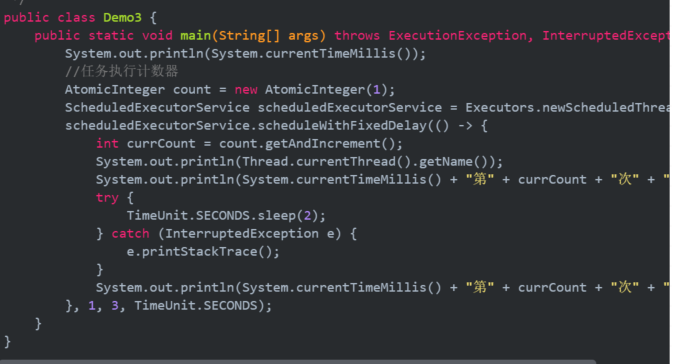 */
public class Demo3 {
    public static void main(String[] args) throws ExecutionException, InterruptedExcept
        System.out.println(System.currentTimeMillis());
        //任务执行计数器
        AtomicInteger count = new AtomicInteger(1);
        ScheduledExecutorService scheduledExecutorService = Executors.newScheduledThrea
        scheduledExecutorService.scheduleWithFixedDelay(() -> {
            int currCount = count.getAndIncrement();
            System.out.println(Thread.currentThread().getName());
            System.out.println(System.currentTimeMillis() + "第" + currCount + "次" + "
            try {
                TimeUnit.SECONDS.sleep(2);
            } catch (InterruptedException e) {
                e.printStackTrace();
            }
            System.out.println(System.currentTimeMillis() + "第" + currCount + "次" + "
        }, 1, 3, TimeUnit.SECONDS);
    }
}